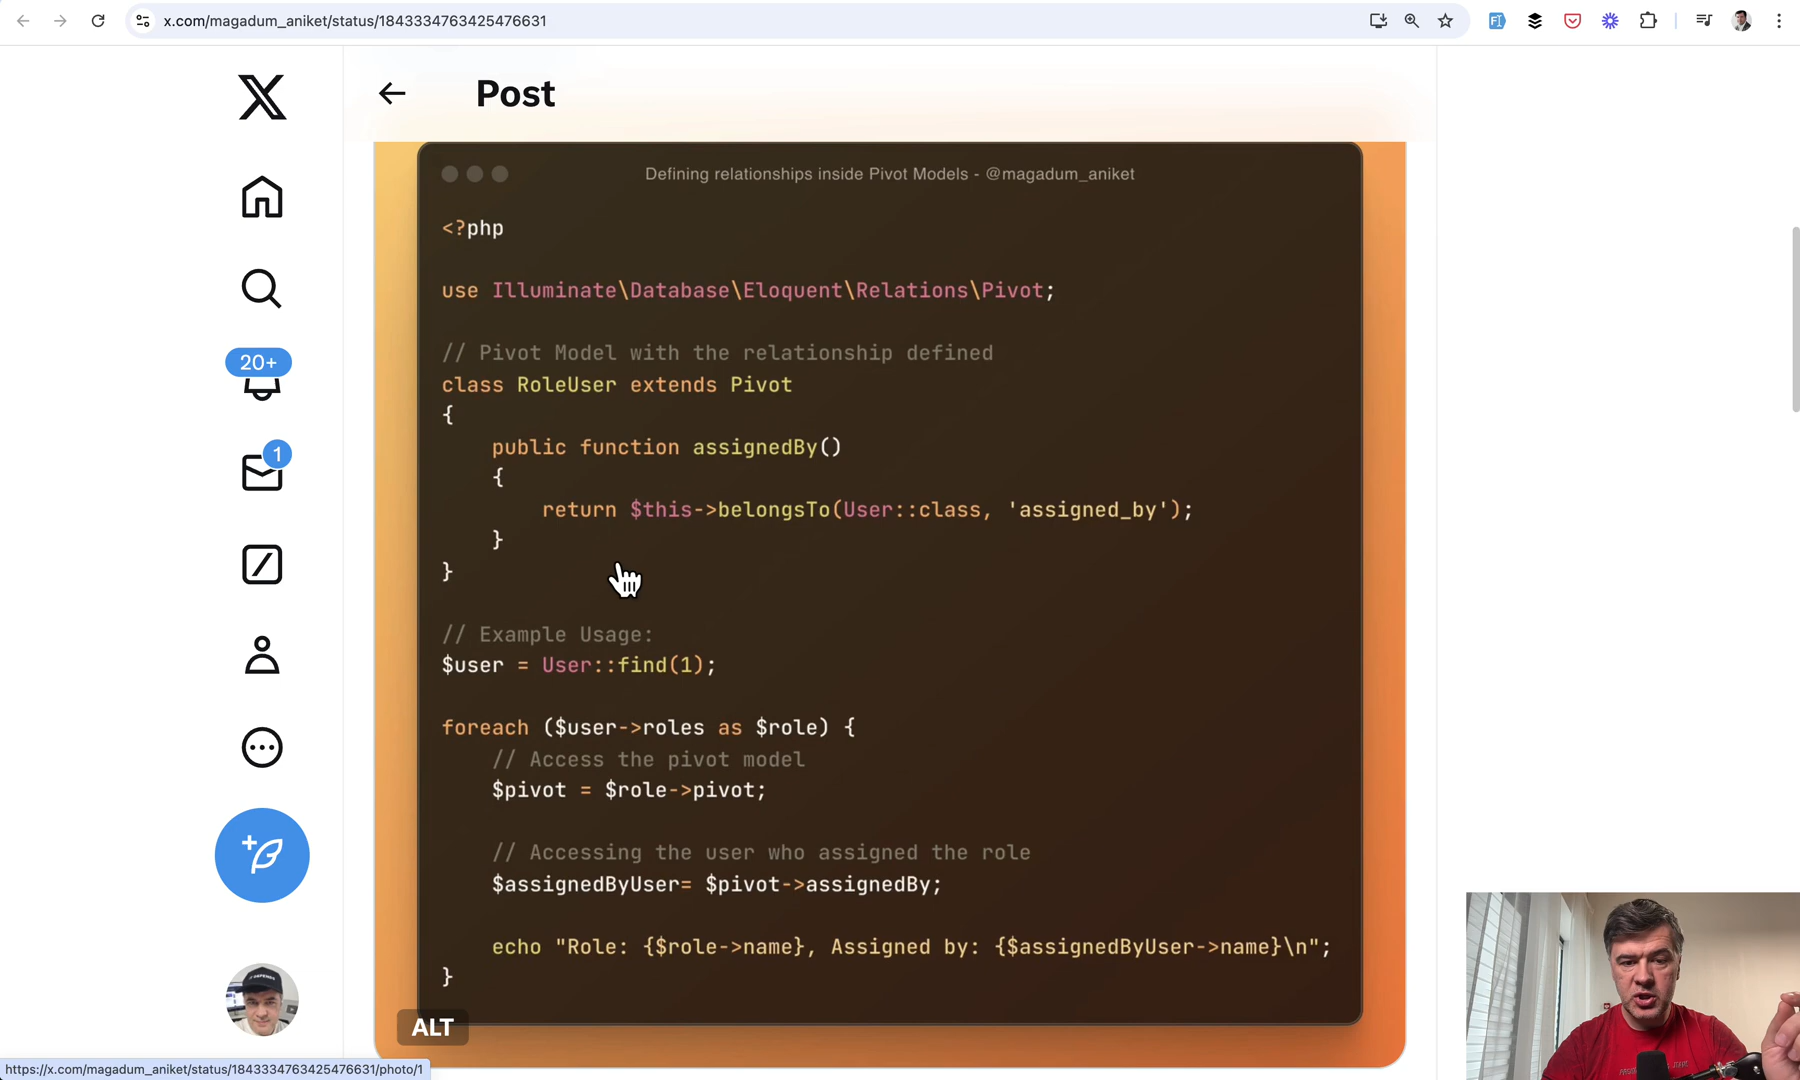 x.com/magadum_aniket/status/1843334763425476631
Post
Defining relationships inside Pivot Models - @magadum_aniket
<?php
use Illuminate\Database\Eloquent\Relations\Pivot;
// Pivot Model with the relationship defined
class RoleUser extends Pivot
{
public function assignedBy()
{
return $this->belongsTo(User::class, 'assigned_by');
}
}
// Example Usage:
$user = User::find(1);
foreach ($user->roles as $role) {
// Access the pivot model
$pivot = $role->pivot;
// Accessing the user who assigned the role
$assignedByUser= $pivot->assignedBy;
echo "Role: {$role->name}, Assigned by: {$assignedByUser->name}\n";
}
20+
1
ALT
https://x.com/magadum_aniket/status/1843334763425476631/photo/1